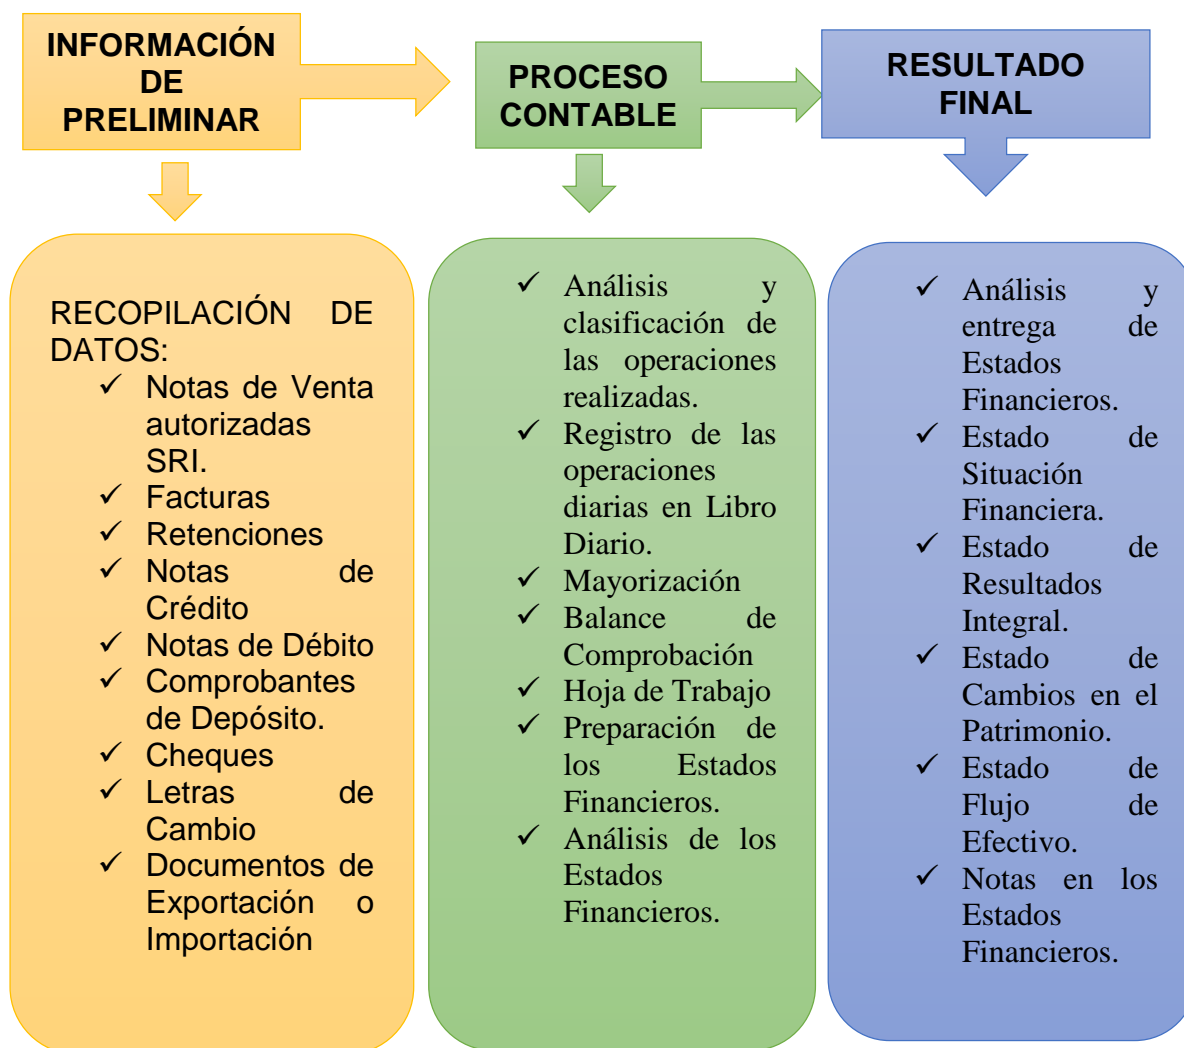 INFORMACIÓN
DE
PRELIMINAR
PROCESO
CONTABLE
RESULTADO
FINAL
RECOPILACIÓN DE
DATOS:
✓ Notas de Venta
autorizadas
SRI.
✓ Facturas
✓ Retenciones
✓ Notas de
Crédito
✓ Notas de Débito
✓ Comprobantes
de Depósito.
✓ Cheques
✓ Letras de
Cambio
✓ Documentos de
Exportación o
Importación
✓ Análisis y
clasificación de
las operaciones
realizadas.
✓ Registro de las
operaciones
diarias en Libro
Diario.
✓ Mayorización
✓ Balance de
Comprobación
✓ Hoja de Trabajo
✓ Preparación de
los Estados
Financieros.
✓ Análisis de los
Estados
Financieros.
✓ Análisis y
entrega de
Estados
Financieros.
✓ Estado de
Situación
Financiera.
✓ Estado de
Resultados
Integral.
✓ Estado de
Cambios en el
Patrimonio.
✓ Estado de
Flujo de
Efectivo.
✓ Notas en los
Estados
Financieros.